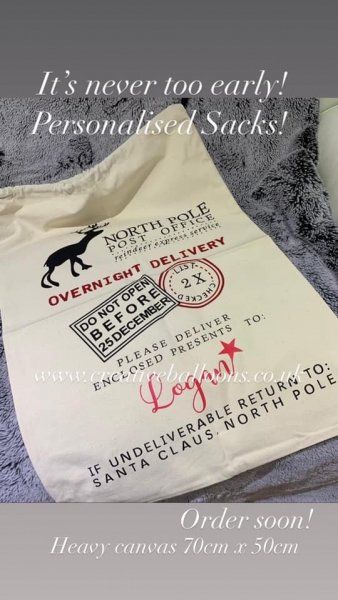 It's never too early!
Personalised Sacks!
NORTH POLE
POST OFFICE
reindeer express service
OVERNIGHT DELIVERY
DO NOT OPEN
BEFORE
25 DECEMBER
LIST
2 X
CHECKED
PLEASE DELIVER
ENCLOSED PRESENTS TO:
www.creativeballoons.co.uk
Logan
IF UNDELIVERABLE RETURN TO:
SANTA CLAUS, NORTH POLE
Order soon!
Heavy canvas 70cm x 50cm